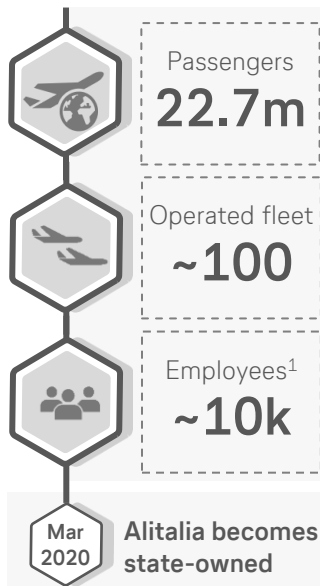 Passengers
22.7m
Operated fleet
~100
Employees¹
~10k
Mar
2020
Alitalia becomes
state-owned